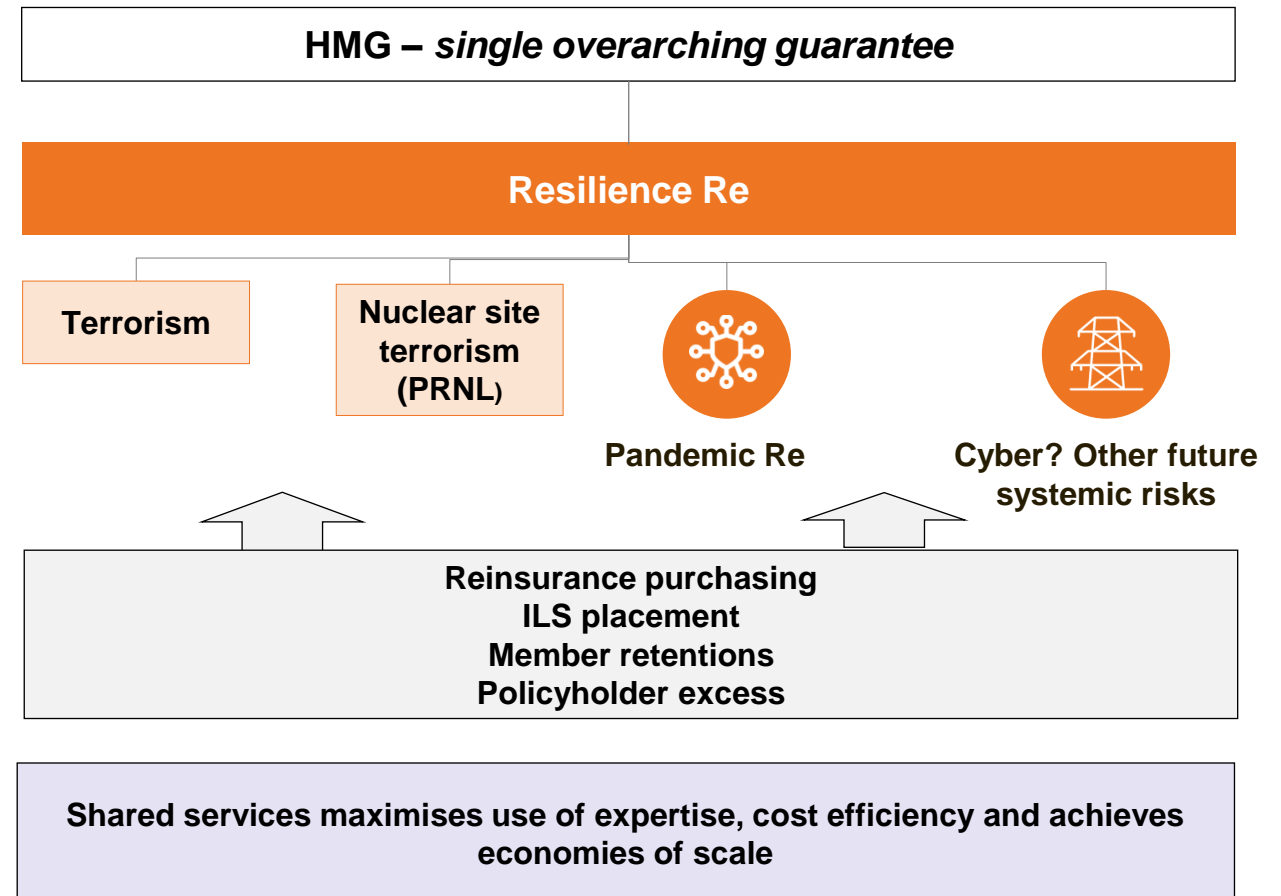 HMG – single overarching guarantee
Resilience Re
Terrorism
Nuclear site
terrorism
(PRNL)
Pandemic Re
Cyber? Other future
systemic risks
Reinsurance purchasing
ILS placement
Member retentions
Policyholder excess
Shared services maximises use of expertise, cost efficiency and achieves
economies of scale